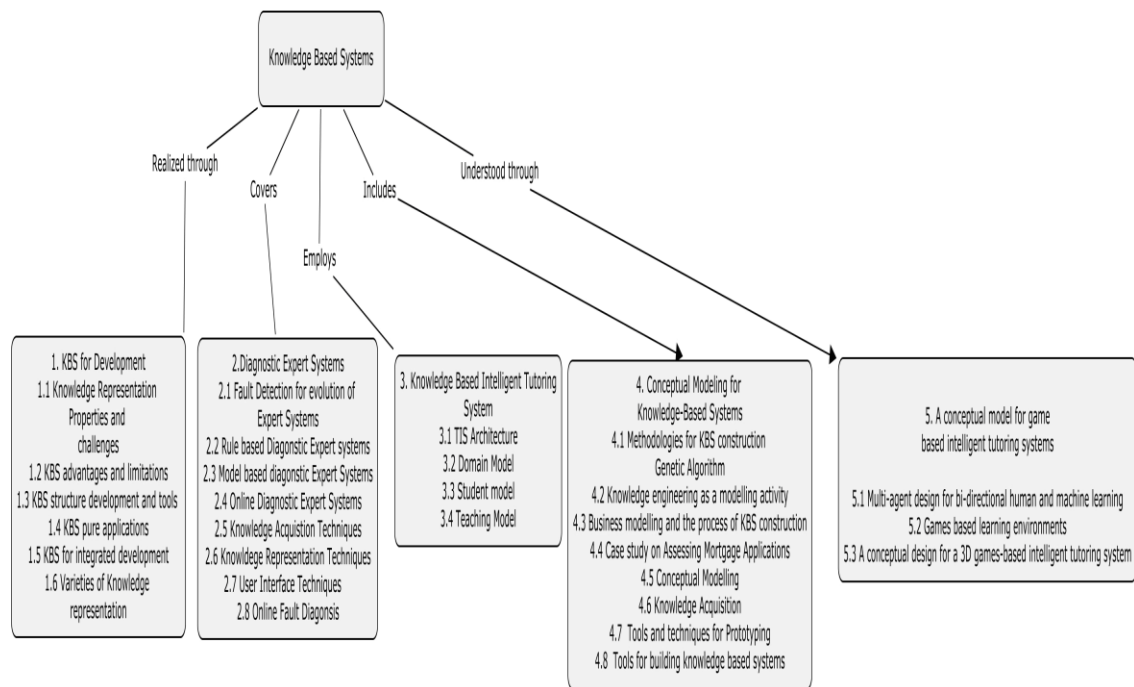 Knowledge Based Systems
Realized through
Covers
Employs
Includes
Understood through
1. KBS for Development
1.1 Knowledge Representation
Properties and
challenges
1.2 KBS advantages and limitations
1.3 KBS structure development and tools
1.4 KBS pure applications
1.5 KBS for integrated development
1.6 Varieties of Knowledge
representation
2.Diagnostic Expert Systems
2.1 Fault Detection for evolution of
Expert Systems
2.2 Rule based Diagonstic Expert systems
2.3 Model based diagonstic Expert Systems
2.4 Online Diagnostic Expert Systems
2.5 Knowledge Acquistion Techniques
2.6 Knowldege Representation Techniques
2.7 User Interface Techniques
2.8 Online Fault Diagonsis
3. Knowledge Based Intelligent Tutoring
System
3.1 TIS Architecture
3.2 Domain Model
3.3 Student model
3.4 Teaching Model
4. Conceptual Modeling for
Knowledge-Based Systems
4.1 Methodologies for KBS construction
Genetic Algorithm
4.2 Knowledge engineering as a modelling activity
4.3 Business modelling and the process of KBS construction
4.4 Case study on Assessing Mortgage Applications
4.5 Conceptual Modelling
4.6 Knowledge Acquisition
4.7 Tools and techniques for Prototyping
4.8 Tools for building knowledge based systems
5. A conceptual model for game
based intelligent tutoring systems
5.1 Multi-agent design for bi-directional human and machine learning
5.2 Games based learning environments
5.3 A conceptual design for a 3D games-based intelligent tutoring system